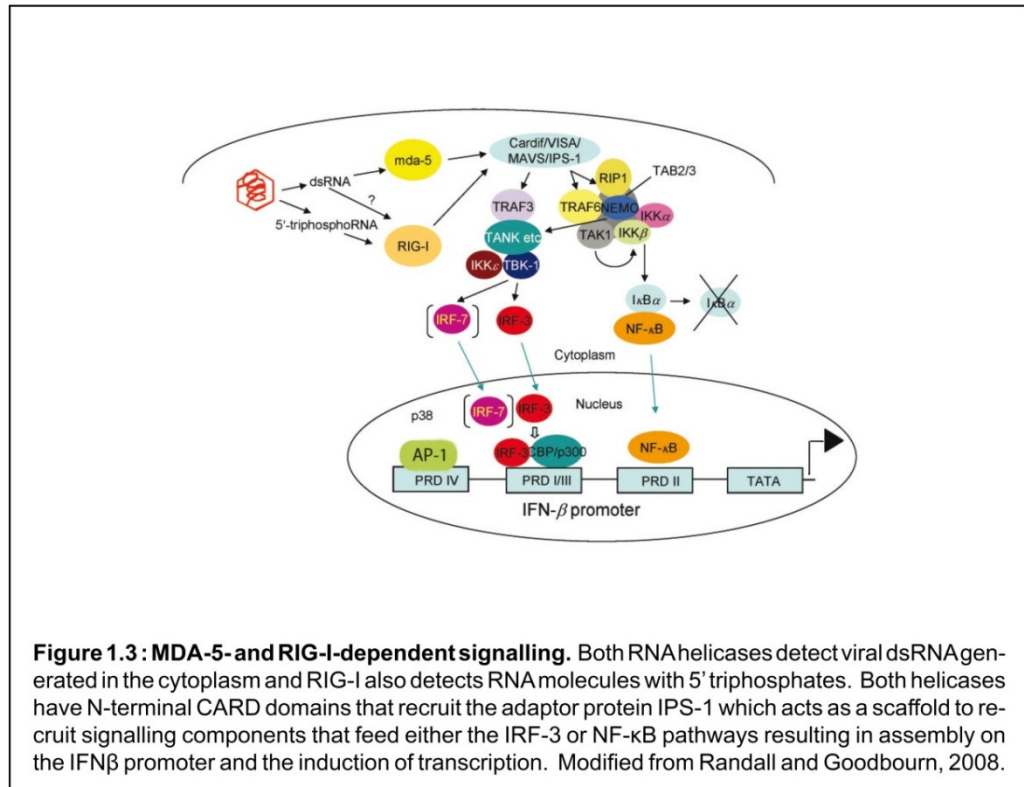 Cardif/VISA/
MAVS/IPS-1
mda-5
dsRNA
?
5'-triphosphoRNA
RIG-I
RIP1
TAB2/3
TRAF3
TRAF6
NEMO
IKKα
TANK etc
TAK1
IKKβ
IKKε
TBK-1
IκBα
IκBα
IRF-7
IRF-3
NF-κB
Cytoplasm
Nucleus
p38
IRF-7
IRF-3
AP-1
IRF-3
CBP/p300
NF-κB
PRD IV
PRD I/III
PRD II
TATA
IFN-β promoter
Figure 1.3 : MDA-5- and RIG-I-dependent signalling. Both RNA helicases detect viral dsRNA gen-
erated in the cytoplasm and RIG-I also detects RNA molecules with 5' triphosphates. Both helicases
have N-terminal CARD domains that recruit the adaptor protein IPS-1 which acts as a scaffold to re-
cruit signalling components that feed either the IRF-3 or NF-κB pathways resulting in assembly on
the IFNβ promoter and the induction of transcription. Modified from Randall and Goodbourn, 2008.